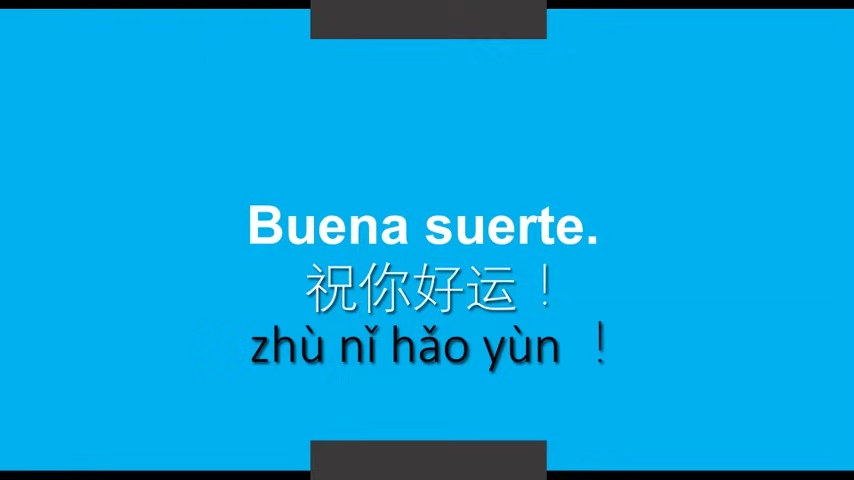 Buena suerte.
祝你好运！
zhù nǐ hǎo yùn ！